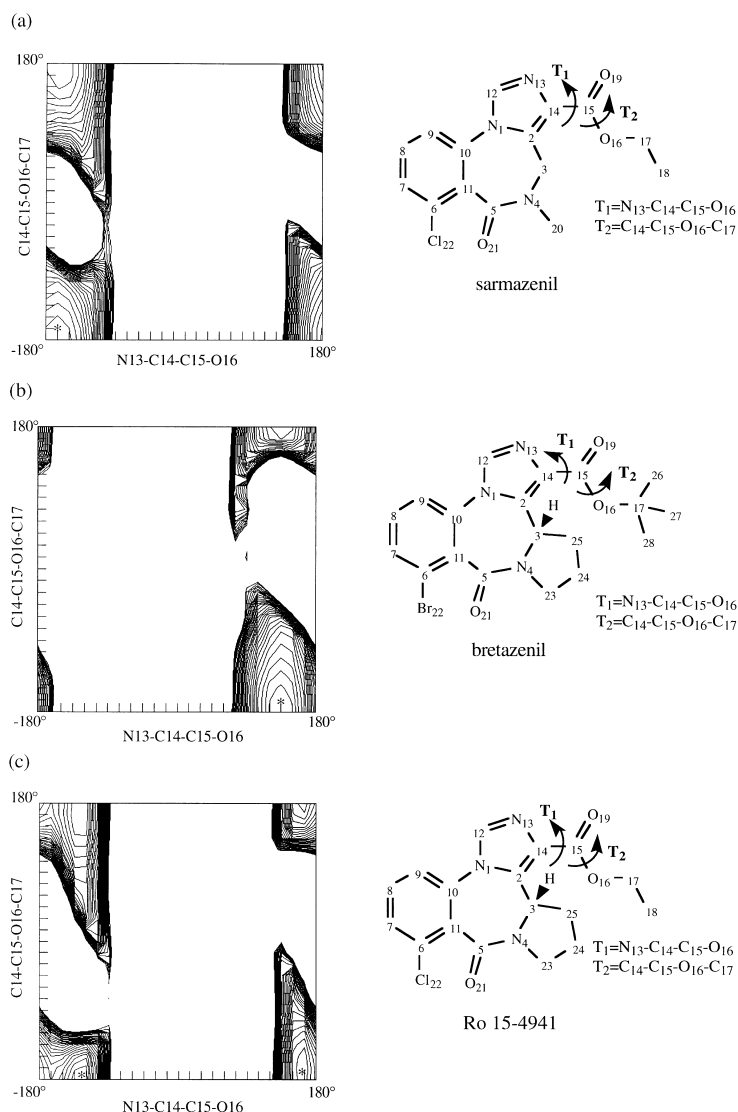 (a)
180°
C14-C15-O16-C17
*
-180°
180°
N13-C14-C15-O16
T1
O19
N13
12
14
15
T2
N1
2
O16
17
9
10
3
18
8
11
7
6
5
N4
T1=N13-C14-C15-O16
Cl22
O21
20
T2=C14-C15-O16-C17
sarmazenil
(b)
180°
C14-C15-O16-C17
*
-180°
180°
N13-C14-C15-O16
T1
O19
N13
12
14
15
T2
26
N1
2
H
O16
17
27
9
10
3
25
28
8
11
N4
24
7
6
5
23
Br22
O21
T1=N13-C14-C15-O16
T2=C14-C15-O16-C17
bretazenil
(c)
180°
C14-C15-O16-C17
*
*
-180°
180°
N13-C14-C15-O16
T1
O19
N13
12
14
15
T2
N1
2
H
O16
17
9
10
3
25
18
8
11
N4
24
7
6
5
23
Cl22
O21
T1=N13-C14-C15-O16
T2=C14-C15-O16-C17
Ro 15-4941